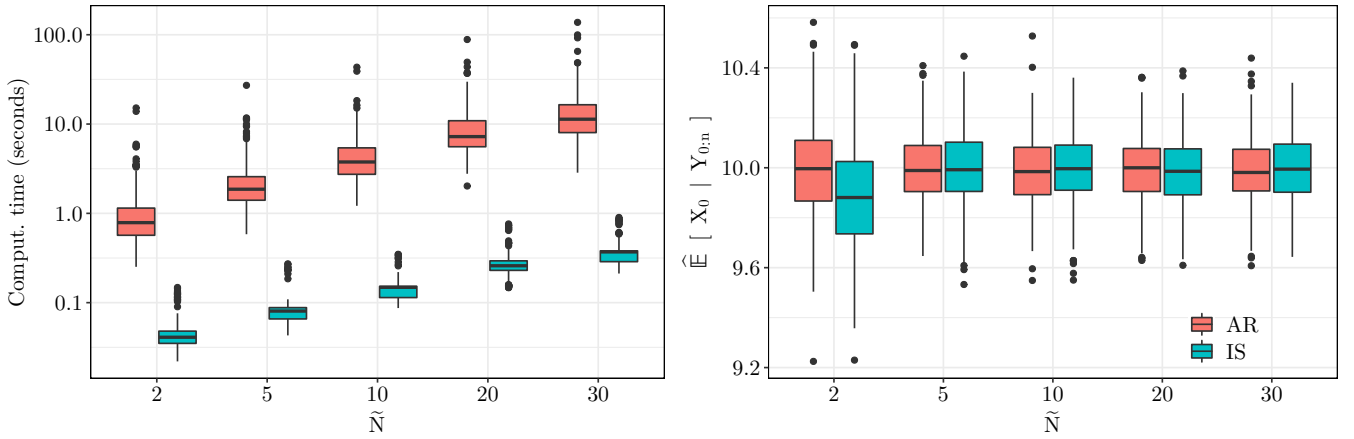 Comput. time (seconds)
100.0
10.0
1.0
0.1
2 5 10 20 30
Ñ
𝔼̂ [ X₀ | Y₀:ₙ ]
10.4
10.0
9.6
9.2
AR
IS
2 5 10 20 30
Ñ